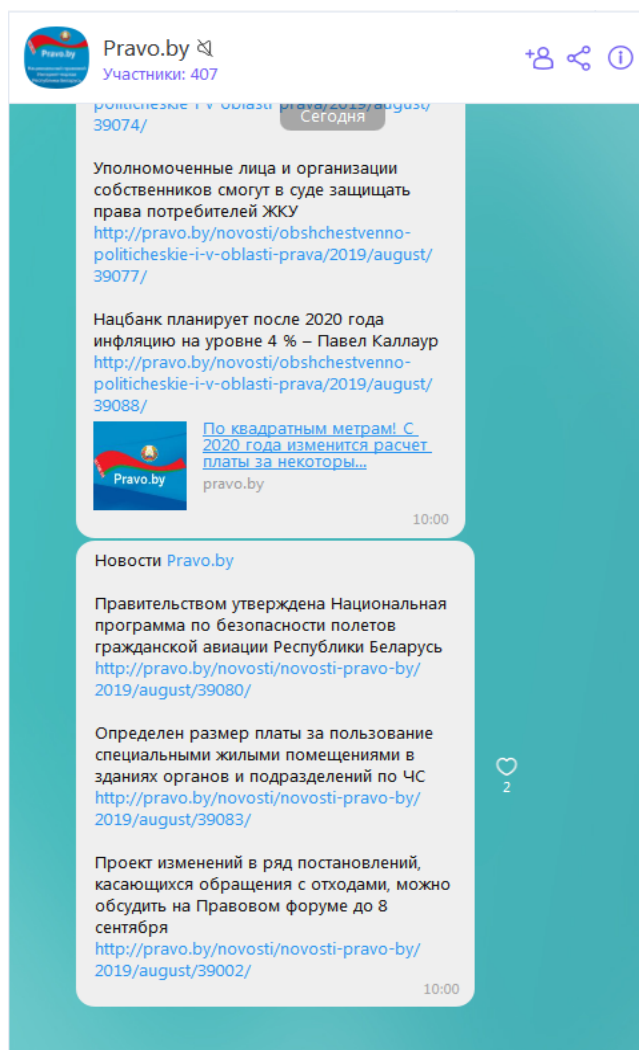 Pravo.by
Участники: 407
politicheskie-i-v-oblasti-prava/2019/august/
39074/
Сегодня
Уполномоченные лица и организации
собственников смогут в суде защищать
права потребителей ЖКУ
http://pravo.by/novosti/obshchestvenno-
politicheskie-i-v-oblasti-prava/2019/august/
39077/
Нацбанк планирует после 2020 года
инфляцию на уровне 4 % – Павел Каллаур
http://pravo.by/novosti/obshchestvenno-
politicheskie-i-v-oblasti-prava/2019/august/
39088/
Pravo.by
По квадратным метрам! С
2020 года изменится расчет
платы за некоторы...
pravo.by
10:00
Новости Pravo.by
Правительством утверждена Национальная
программа по безопасности полетов
гражданской авиации Республики Беларусь
http://pravo.by/novosti/novosti-pravo-by/
2019/august/39080/
Определен размер платы за пользование
специальными жилыми помещениями в
зданиях органов и подразделений по ЧС
http://pravo.by/novosti/novosti-pravo-by/
2019/august/39083/
2
Проект изменений в ряд постановлений,
касающихся обращения с отходами, можно
обсудить на Правовом форуме до 8
сентября
http://pravo.by/novosti/novosti-pravo-by/
2019/august/39002/
10:00